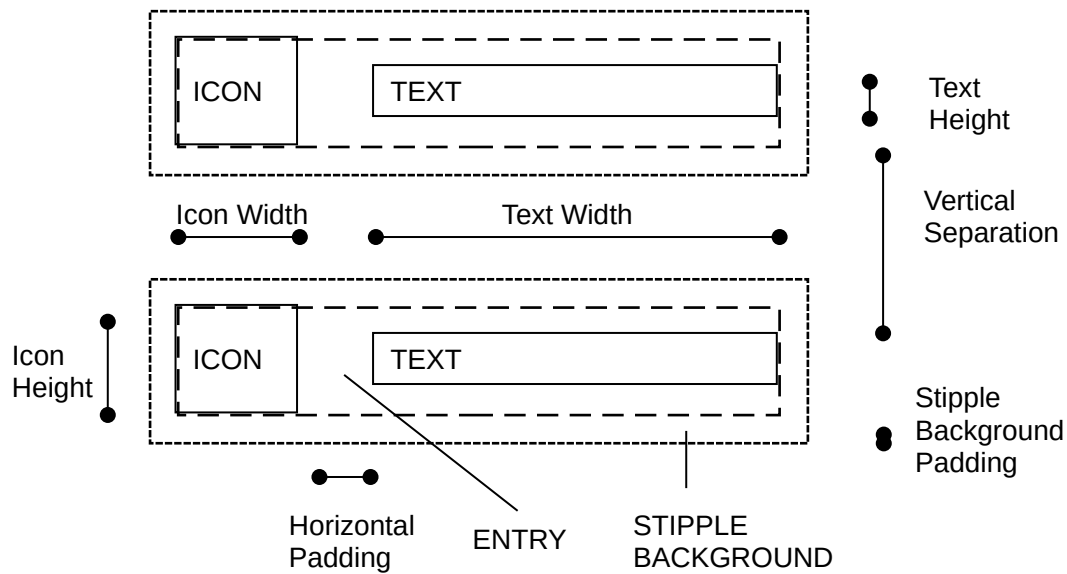 ICON
TEXT
Text
Height
Icon Width
Text Width
Vertical
Separation
Icon
Height
ICON
TEXT
Stipple
Background
Padding
Horizontal
Padding
ENTRY
STIPPLE
BACKGROUND